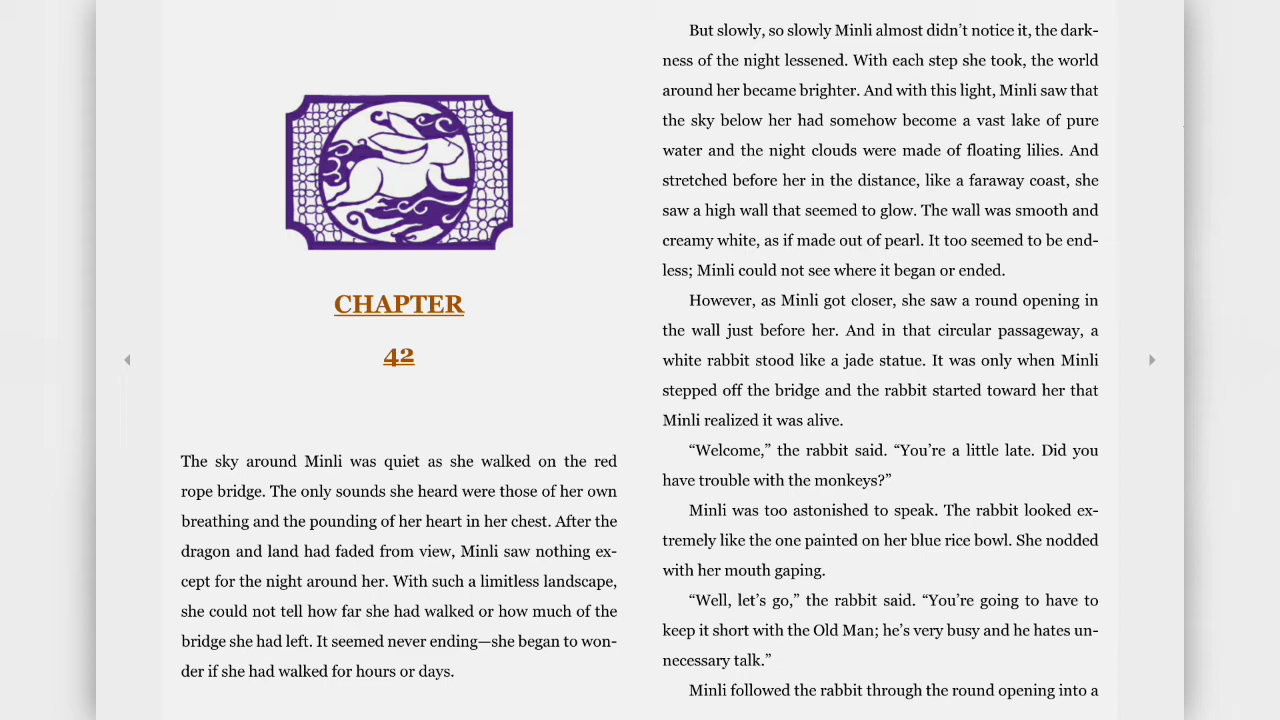 CHAPTER
42
The sky around Minli was quiet as she walked on the red
rope bridge. The only sounds she heard were those of her own
breathing and the pounding of her heart in her chest. After the
dragon and land had faded from view, Minli saw nothing ex-
cept for the night around her. With such a limitless landscape,
she could not tell how far she had walked or how much of the
bridge she had left. It seemed never ending—she began to won-
der if she had walked for hours or days.
But slowly, so slowly Minli almost didn’t notice it, the dark-
ness of the night lessened. With each step she took, the world
around her became brighter. And with this light, Minli saw that
the sky below her had somehow become a vast lake of pure
water and the night clouds were made of floating lilies. And
stretched before her in the distance, like a faraway coast, she
saw a high wall that seemed to glow. The wall was smooth and
creamy white, as if made out of pearl. It too seemed to be end-
less; Minli could not see where it began or ended.
However, as Minli got closer, she saw a round opening in
the wall just before her. And in that circular passageway, a
white rabbit stood like a jade statue. It was only when Minli
stepped off the bridge and the rabbit started toward her that
Minli realized it was alive.
“Welcome,” the rabbit said. “You’re a little late. Did you
have trouble with the monkeys?”
Minli was too astonished to speak. The rabbit looked ex-
tremely like the one painted on her blue rice bowl. She nodded
with her mouth gaping.
“Well, let’s go,” the rabbit said. “You’re going to have to
keep it short with the Old Man; he’s very busy and he hates un-
necessary talk.”
Minli followed the rabbit through the round opening into a